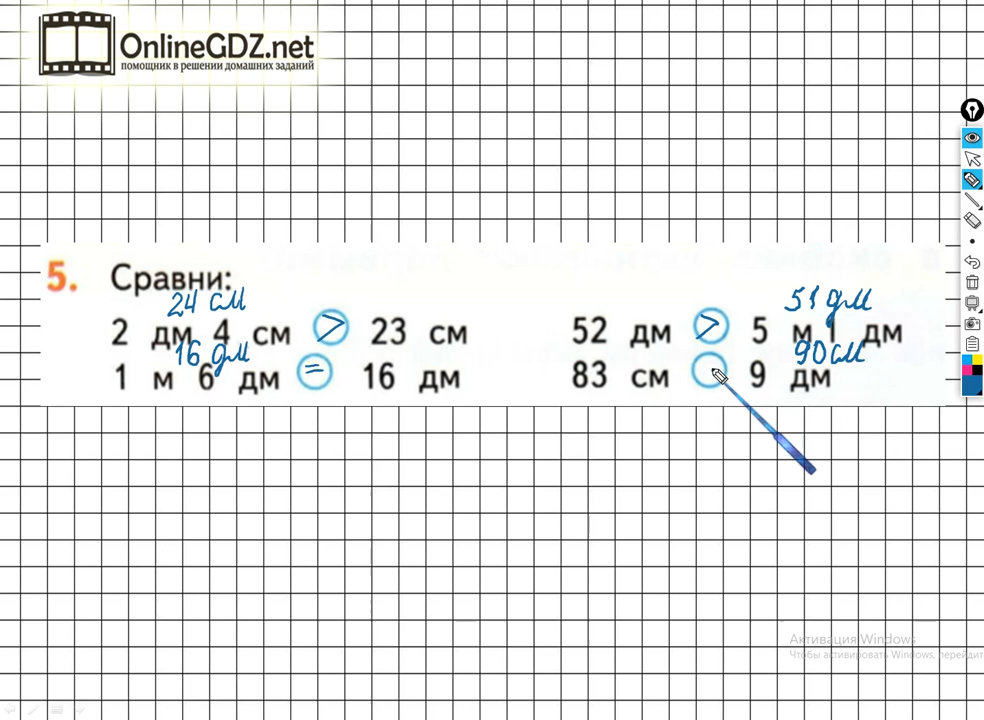 OnlineGDZ.net
помощник в решении домашних заданий
5. Сравни:
24 см
2 дм 4 см > 23 см
16 дм
1 м 6 дм = 16 дм
51 дм
52 дм > 5 м 1 дм
90 см
83 см 9 дм
Активация Windows
Чтобы активировать Windows, перейдит